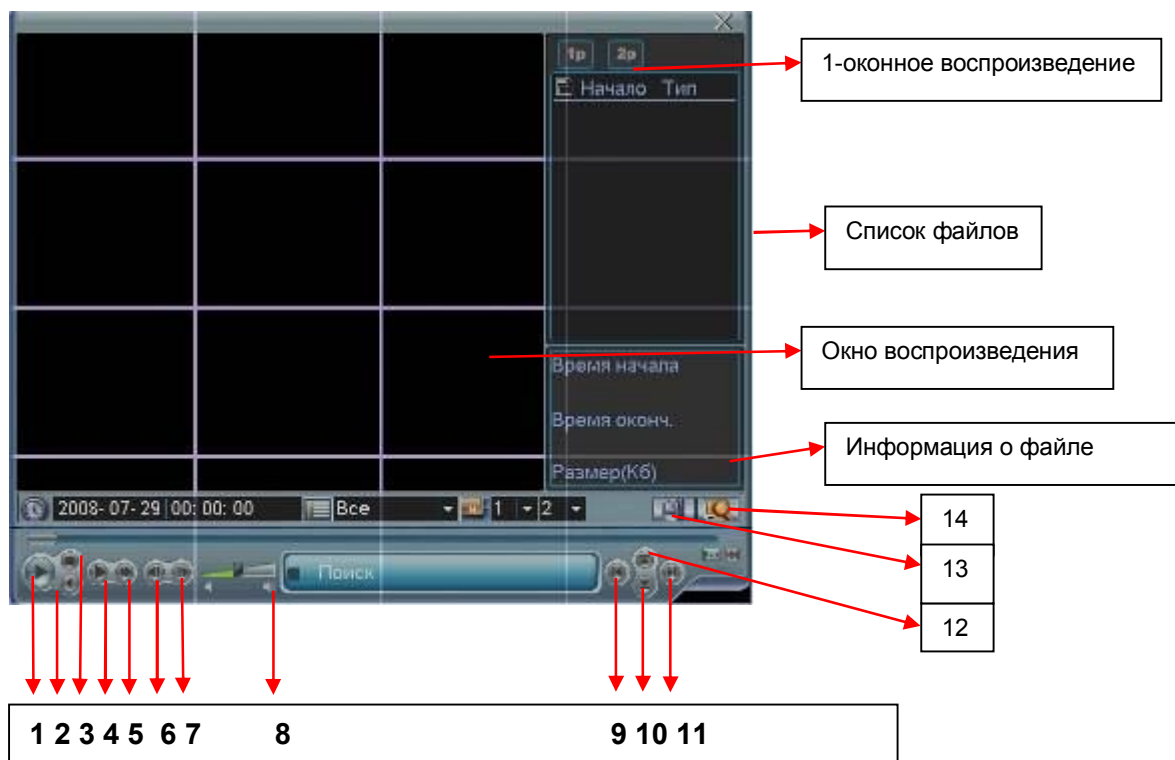 1p 2p
Начало Тип
1-оконное воспроизведение
Список файлов
Окно воспроизведения
Время начала
Время оконч.
Информация о файле
Размер(Кб)
2008- 07- 29 00: 00: 00 Все 1 2
14
13
12
Поиск
1 2 3 4 5 6 7 8 9 10 11